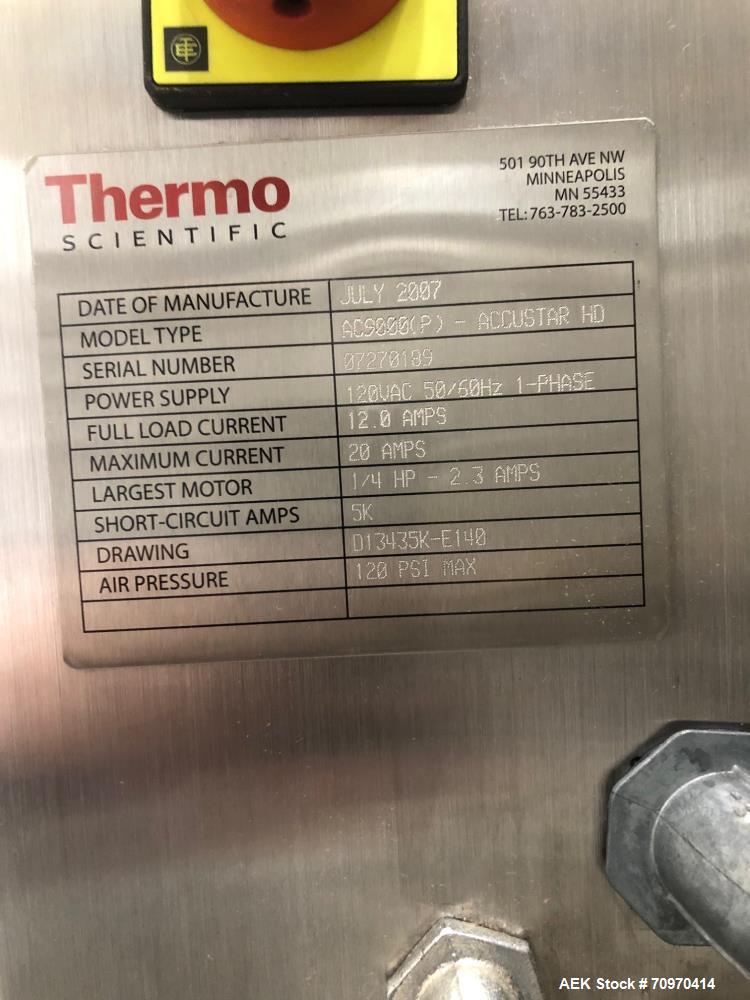 Thermo
SCIENTIFIC
501 90TH AVE NW
MINNEAPOLIS
MN 55433
TEL: 763-783-2500
DATE OF MANUFACTURE JULY 2007
MODEL TYPE AC9000(P) - ACCUSTAR HD
SERIAL NUMBER 07270199
POWER SUPPLY 120VAC 50/60Hz 1-PHASE
FULL LOAD CURRENT 12.0 AMPS
MAXIMUM CURRENT 20 AMPS
LARGEST MOTOR 1/4 HP - 2.3 AMPS
SHORT-CIRCUIT AMPS 5K
DRAWING D13435K-E140
AIR PRESSURE 120 PSI MAX
AEK Stock # 70970414